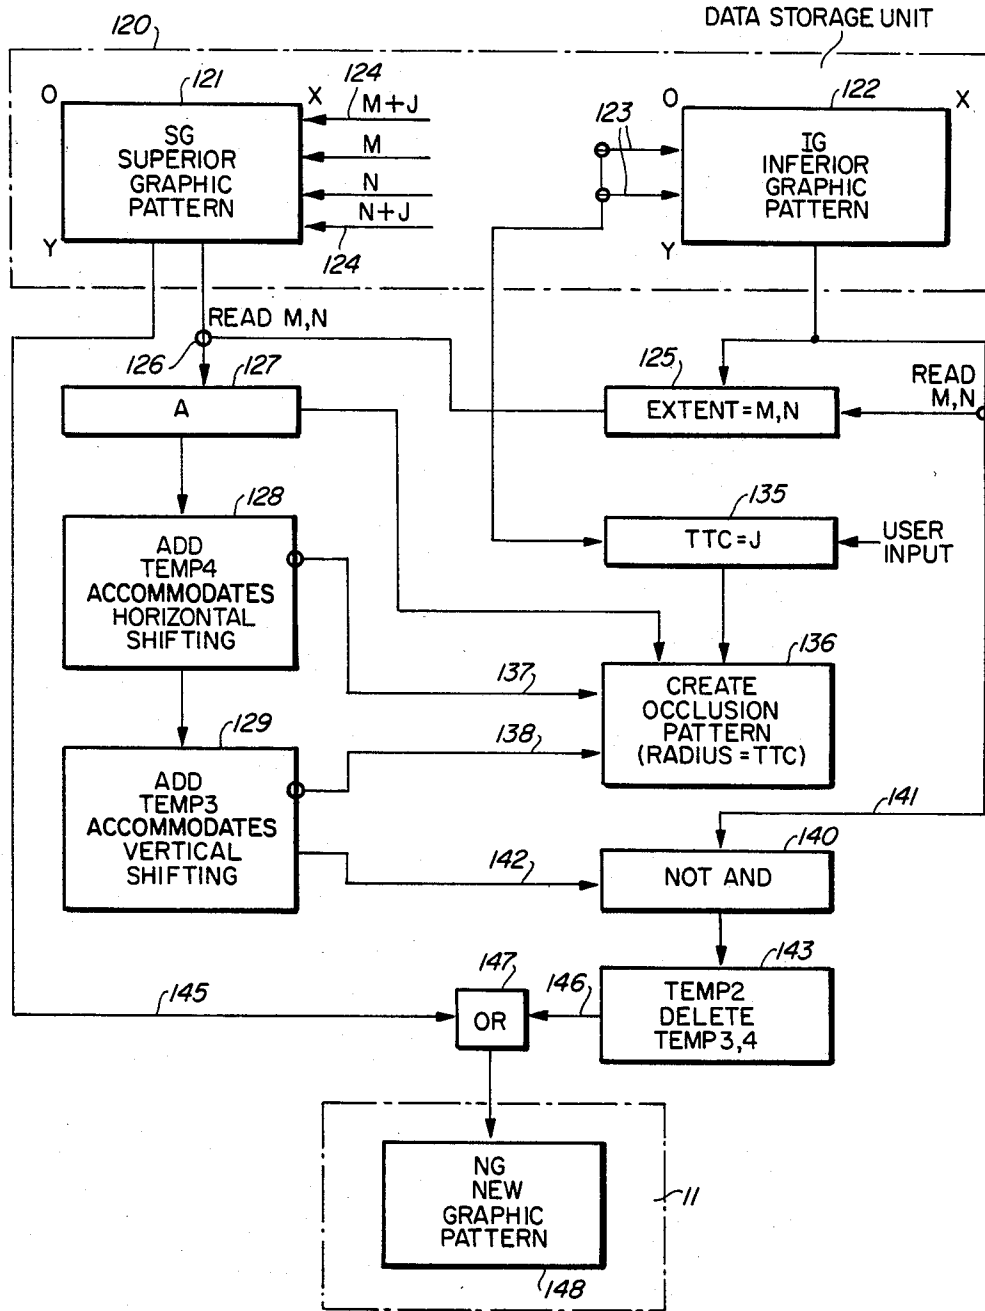 DATA STORAGE UNIT
120
121
O
X
SG
SUPERIOR
GRAPHIC
PATTERN
Y
124
M+J
M
N
N+J
124
123
122
O
X
IG
INFERIOR
GRAPHIC
PATTERN
Y
READ M,N
126
127
A
125
EXTENT=M,N
READ
M,N
128
ADD
TEMP4
ACCOMMODATES
HORIZONTAL
SHIFTING
135
TTC=J
USER
INPUT
137
136
CREATE
OCCLUSION
PATTERN
(RADIUS=TTC)
129
138
ADD
TEMP3
ACCOMMODATES
VERTICAL
SHIFTING
141
140
142
NOT AND
143
145
147
146
OR
TEMP2
DELETE
TEMP3,4
NG
NEW
GRAPHIC
PATTERN
11
148